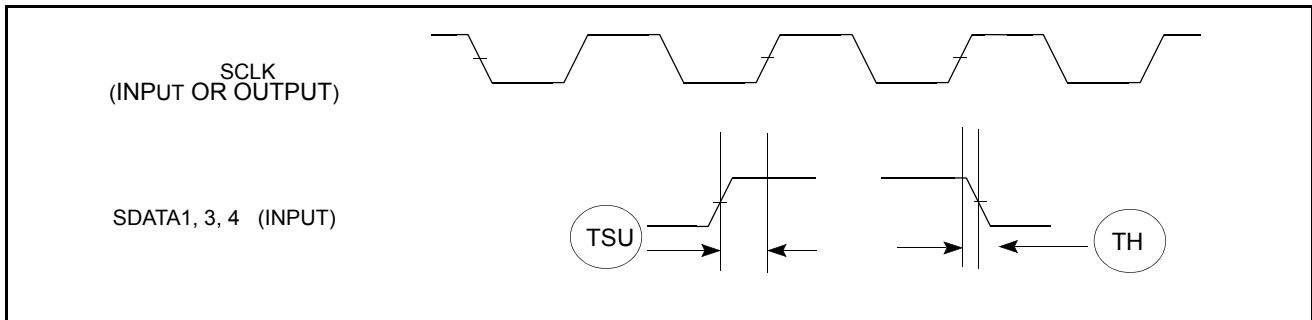 SCLK
(INPUT OR OUTPUT)
SDATA1, 3, 4 (INPUT)
TSU
TH